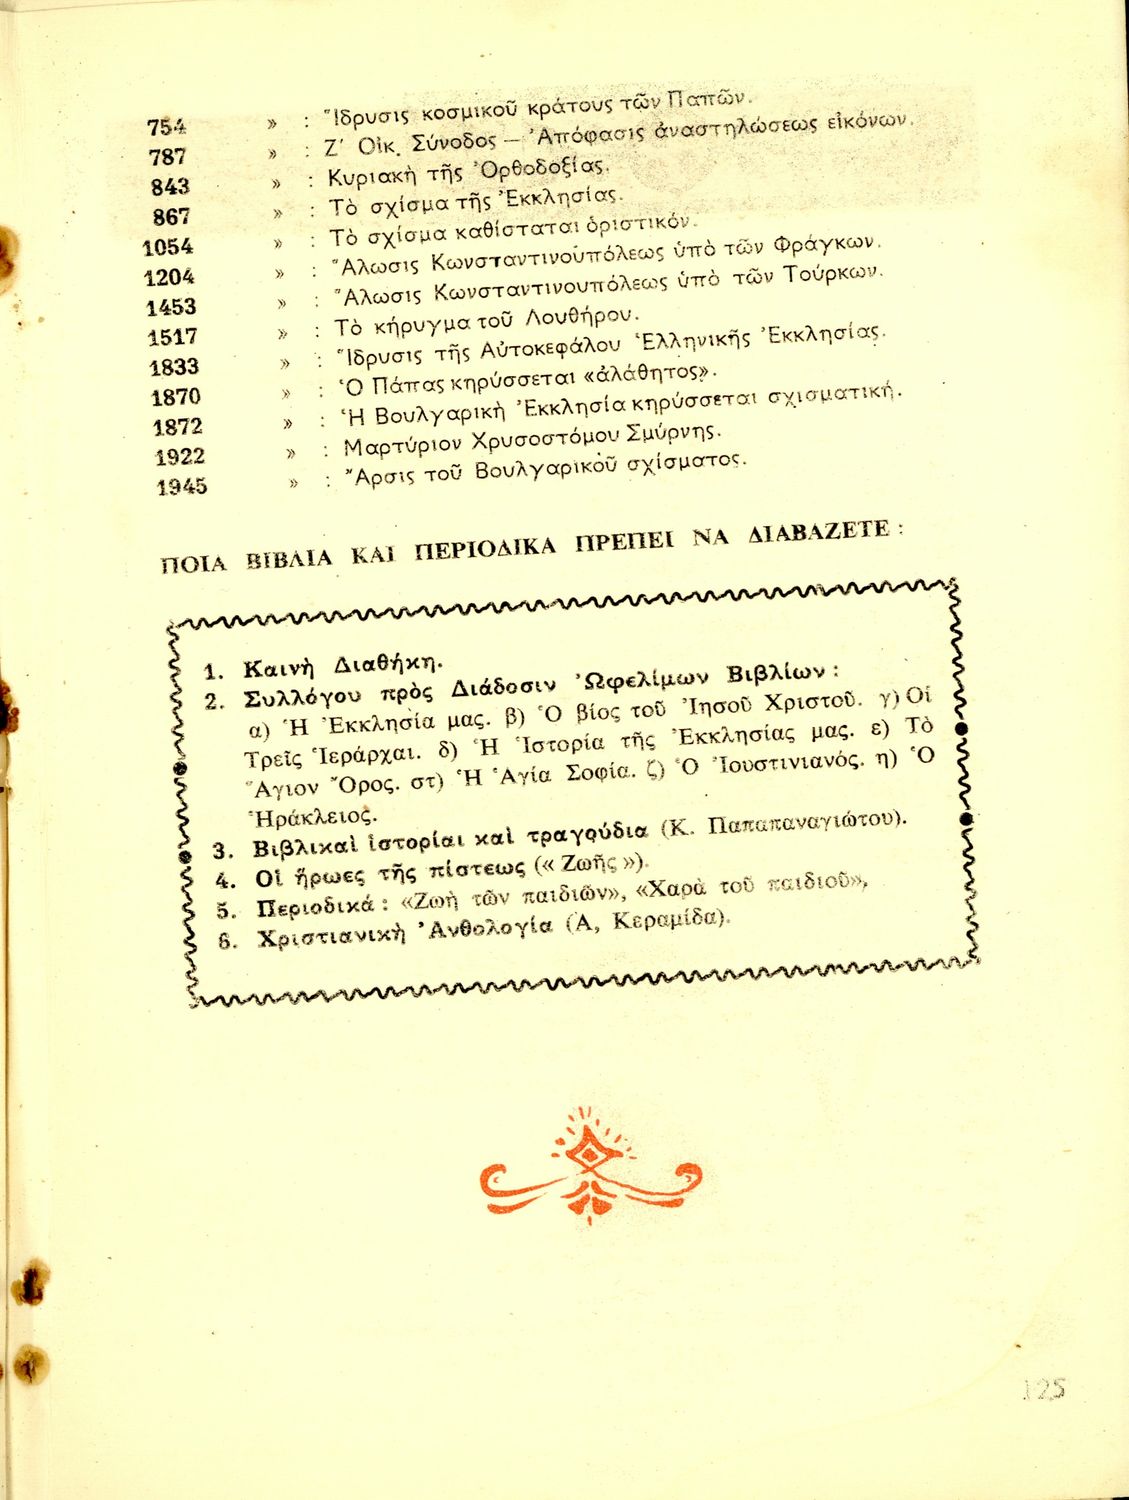 754 » : Ἵδρυσις κοσμικοῦ κράτους τῶν Παπῶν.
787 » : Ζ' Οἰκ. Σύνοδος — Ἀπόφασις ἀναστηλώσεως εἰκόνων.
843 » : Κυριακὴ τῆς Ὀρθοδοξίας.
867 » : Τὸ σχίσμα τῆς Ἐκκλησίας.
1054 » : Τὸ σχίσμα καθίσταται ὁριστικόν.
1204 » : Ἅλωσις Κωνσταντινουπόλεως ὑπὸ τῶν Φράγκων.
1453 » : Ἅλωσις Κωνσταντινουπόλεως ὑπὸ τῶν Τούρκων.
1517 » : Τὸ κήρυγμα τοῦ Λουθήρου.
1833 » : Ἵδρυσις τῆς Αὐτοκεφάλου Ἑλληνικῆς Ἐκκλησίας.
1870 » : Ὁ Πάπας κηρύσσεται «ἀλάθητος».
1872 » : Ἡ Βουλγαρικὴ Ἐκκλησία κηρύσσεται σχισματική.
1922 » : Μαρτύριον Χρυσοστόμου Σμύρνης.
1945 » : Ἄρσις τοῦ Βουλγαρικοῦ σχίσματος.
ΠΟΙΑ ΒΙΒΛΙΑ ΚΑΙ ΠΕΡΙΟΔΙΚΑ ΠΡΕΠΕΙ ΝΑ ΔΙΑΒΑΖΕΤΕ :
1. Καινὴ Διαθήκη.
2. Συλλόγου πρὸς Διάδοσιν Ὠφελίμων Βιβλίων :
α) Ἡ Ἐκκλησία μας. β) Ὁ βίος τοῦ Ἰησοῦ Χριστοῦ. γ) Οἱ
Τρεῖς Ἱεράρχαι. δ) Ἡ Ἱστορία τῆς Ἐκκλησίας μας. ε) Τὸ
Ἅγιον Ὄρος. στ) Ἡ Ἁγία Σοφία. ζ) Ὁ Ἰουστινιανός. η) Ὁ
Ἡράκλειος.
3. Βιβλικαὶ ἱστορίαι καὶ τραγούδια (Κ. Παπαπαναγιώτου).
4. Οἱ ἥρωες τῆς πίστεως (« Ζωῆς »).
5. Περιοδικά : «Ζωὴ τῶν παιδιῶν», «Χαρὰ τοῦ παιδιοῦ»,
6. Χριστιανικὴ Ἀνθολογία (Α, Κεραμίδα).
125